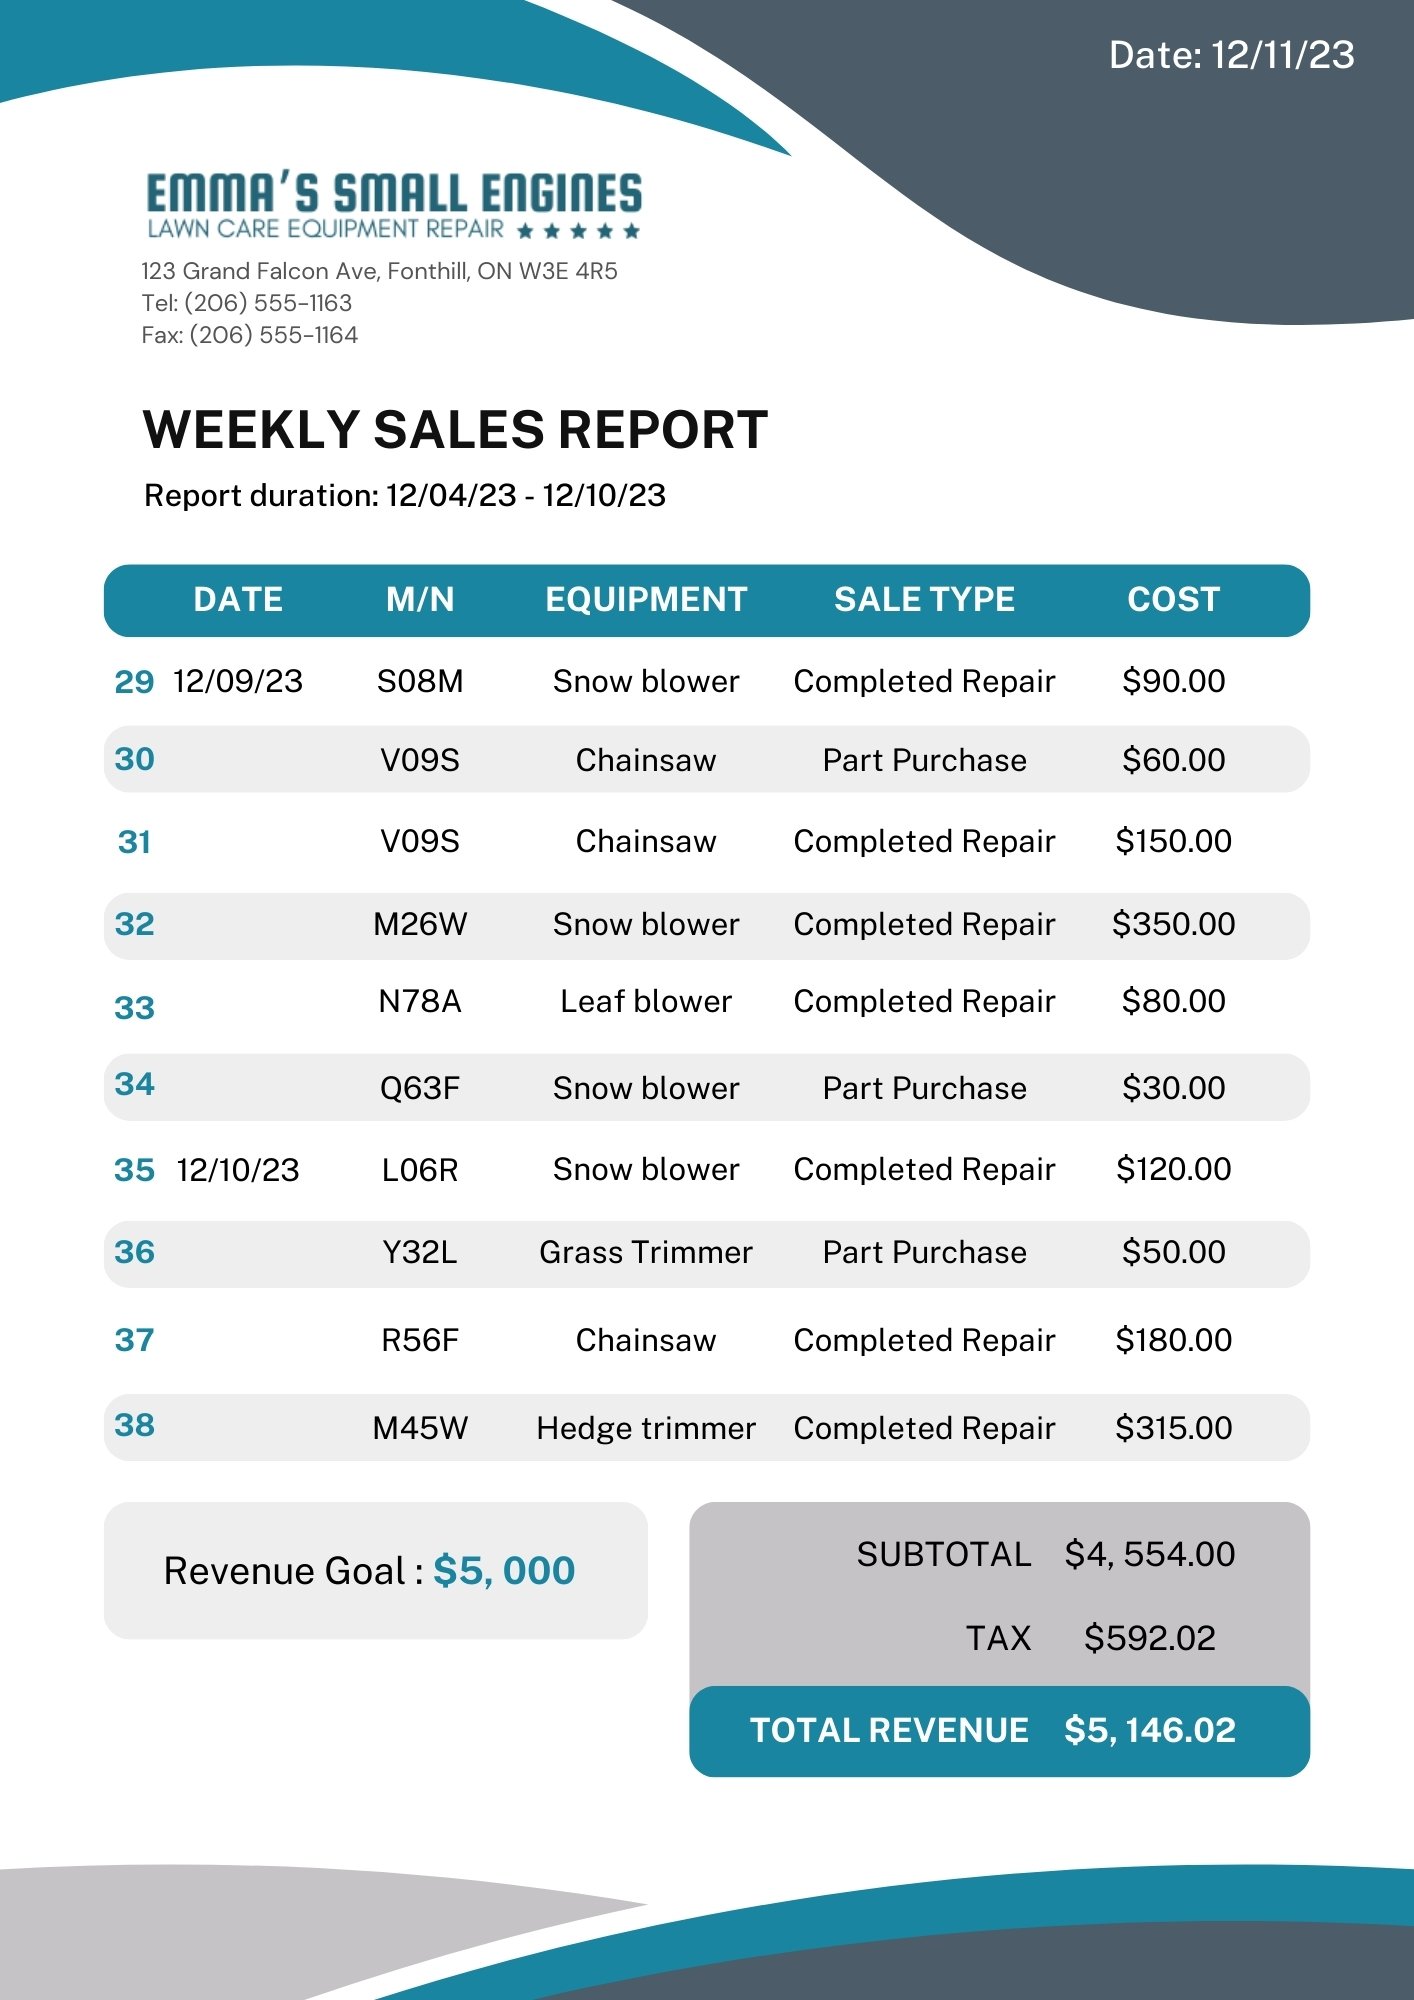 Date: 12/11/23
EMMA'S SMALL ENGINES
LAWN CARE EQUIPMENT REPAIR ★ ★ ★ ★ ★
123 Grand Falcon Ave, Fonthill, ON W3E 4R5
Tel: (206) 555-1163
Fax: (206) 555-1164
WEEKLY SALES REPORT
Report duration: 12/04/23 - 12/10/23
DATE M/N EQUIPMENT SALE TYPE COST
29 12/09/23 S08M Snow blower Completed Repair $90.00
30 V09S Chainsaw Part Purchase $60.00
31 V09S Chainsaw Completed Repair $150.00
32 M26W Snow blower Completed Repair $350.00
33 N78A Leaf blower Completed Repair $80.00
34 Q63F Snow blower Part Purchase $30.00
35 12/10/23 L06R Snow blower Completed Repair $120.00
36 Y32L Grass Trimmer Part Purchase $50.00
37 R56F Chainsaw Completed Repair $180.00
38 M45W Hedge trimmer Completed Repair $315.00
Revenue Goal : $5, 000
SUBTOTAL $4, 554.00
TAX $592.02
TOTAL REVENUE $5, 146.02